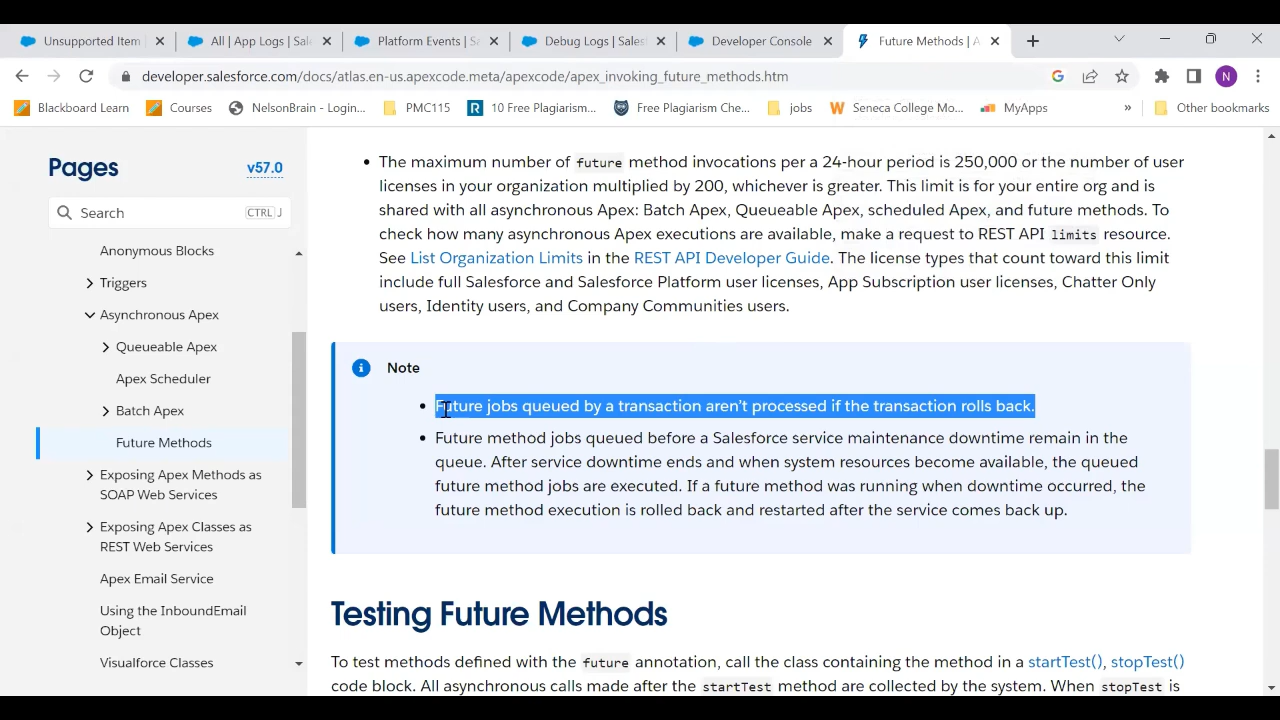 Unsupported Item
All | App Logs | Sale
Platform Events | Sa
Debug Logs | Salesf
Developer Console
Future Methods | A
developer.salesforce.com/docs/atlas.en-us.apexcode.meta/apexcode/apex_invoking_future_methods.htm
N
Blackboard Learn
Courses
NelsonBrain - Login...
PMC115
10 Free Plagiarism...
Free Plagiarism Che...
jobs
Seneca College Mo...
MyApps
»
Other bookmarks
Pages
v57.0
Search
CTRL J
Anonymous Blocks
Triggers
Asynchronous Apex
Queueable Apex
Apex Scheduler
Batch Apex
Future Methods
Exposing Apex Methods as
SOAP Web Services
Exposing Apex Classes as
REST Web Services
Apex Email Service
Using the InboundEmail
Object
Visualforce Classes
• The maximum number of future method invocations per a 24-hour period is 250,000 or the number of user
licenses in your organization multiplied by 200, whichever is greater. This limit is for your entire org and is
shared with all asynchronous Apex: Batch Apex, Queueable Apex, scheduled Apex, and future methods. To
check how many asynchronous Apex executions are available, make a request to REST API limits resource.
See List Organization Limits in the REST API Developer Guide. The license types that count toward this limit
include full Salesforce and Salesforce Platform user licenses, App Subscription user licenses, Chatter Only
users, Identity users, and Company Communities users.
Note
• Future jobs queued by a transaction aren't processed if the transaction rolls back.
• Future method jobs queued before a Salesforce service maintenance downtime remain in the
queue. After service downtime ends and when system resources become available, the queued
future method jobs are executed. If a future method was running when downtime occurred, the
future method execution is rolled back and restarted after the service comes back up.
Testing Future Methods
To test methods defined with the future annotation, call the class containing the method in a startTest(), stopTest()
code block. All asynchronous calls made after the startTest method are collected by the system. When stopTest is